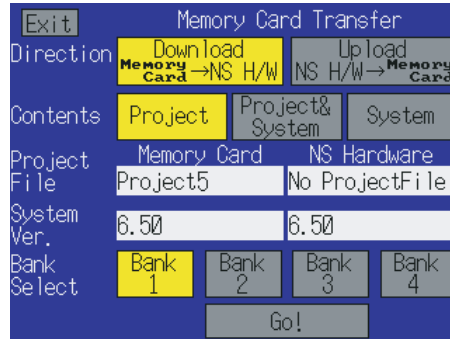 Exit Memory Card Transfer
Direction Download Upload
Memory Card →NS H/W NS H/W→ Memory Card
Contents Project Project& System System
Memory Card NS Hardware
Project File Project5 No ProjectFile
System Ver. 6.50 6.50
Bank Select Bank 1 Bank 2 Bank 3 Bank 4
Go!